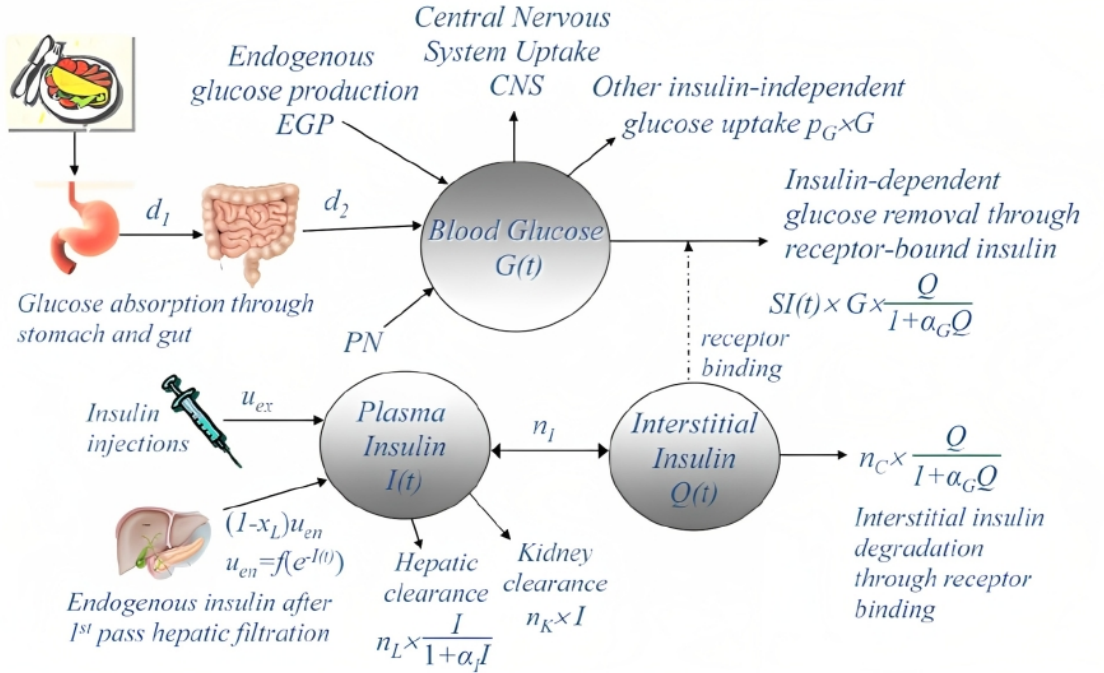 Central Nervous
System Uptake
CNS
Endogenous
glucose production
EGP
Other insulin-independent
glucose uptake p_G×G
d_1
d_2
Blood Glucose
G(t)
Insulin-dependent
glucose removal through
receptor-bound insulin
SI(t)×G×Q/(1+α_GQ)
Glucose absorption through
stomach and gut
PN
receptor
binding
Insulin
injections
u_ex
Plasma
Insulin
I(t)
n_I
Interstitial
Insulin
Q(t)
n_C×Q/(1+α_GQ)
Interstitial insulin
degradation
through receptor
binding
(1-x_L)u_en
u_en=f(e^-I(t))
Endogenous insulin after
1st pass hepatic filtration
Hepatic
clearance
n_L×I/(1+α_II)
Kidney
clearance
n_K×I